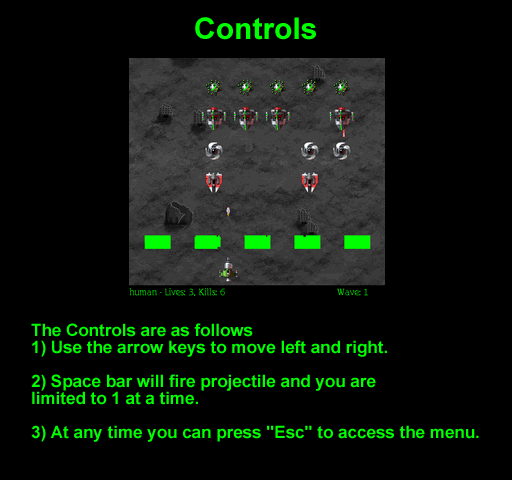 Controls
human - Lives: 3, Kills: 6 Wave: 1
The Controls are as follows
1) Use the arrow keys to move left and right.
2) Space bar will fire projectile and you are
limited to 1 at a time.
3) At any time you can press "Esc" to access the menu.